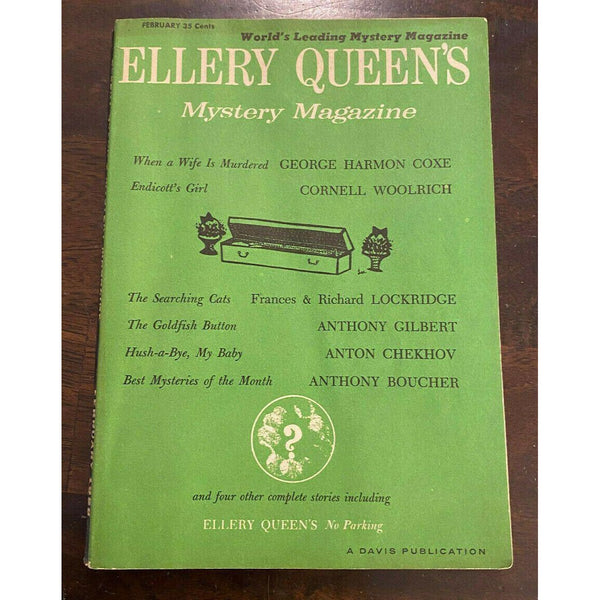 FEBRUARY 35 Cents
World's Leading Mystery Magazine
ELLERY QUEEN'S
Mystery Magazine
When a Wife Is Murdered GEORGE HARMON COXE
Endicott's Girl CORNELL WOOLRICH
The Searching Cats Frances & Richard LOCKRIDGE
The Goldfish Button ANTHONY GILBERT
Hush-a-Bye, My Baby ANTON CHEKHOV
Best Mysteries of the Month ANTHONY BOUCHER
?
and four other complete stories including
ELLERY QUEEN'S No Parking
A DAVIS PUBLICATION